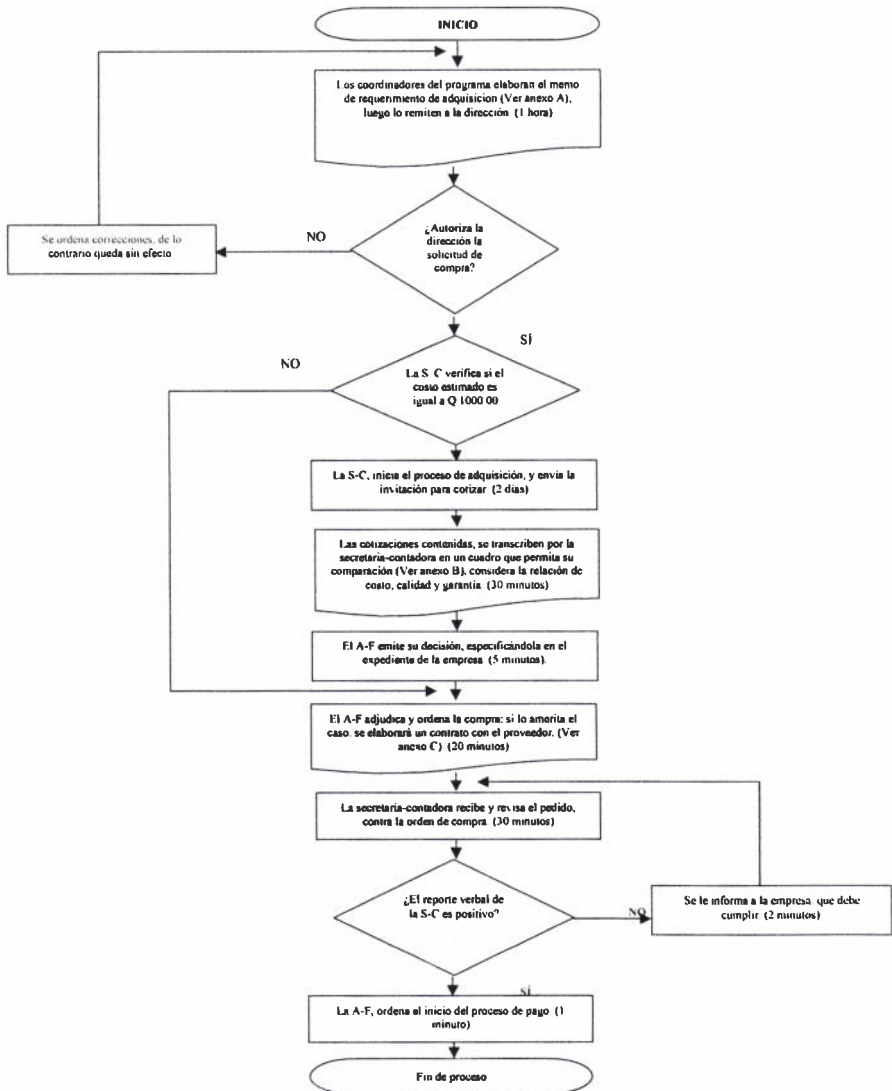 INICIO
Los coordinadores del programa elaboran el memo
de requerimiento de adquisicion (Ver anexo A),
luego lo remiten a la dirección (1 hora)
¿Autoriza la
dirección la
solicitud de
compra?
NO
Se ordena correcciones, de lo
contrario queda sin efecto
SÍ
NO
La S-C verifica si el
costo estimado es
igual a Q 1000.00
La S-C, inicia el proceso de adquisición, y envía la
invitación para cotizar (2 días)
Las cotizaciones contenidas, se transcriben por la
secretaria-contadora en un cuadro que permita su
comparación (Ver anexo B), considera la relación de
costo, calidad y garantía (30 minutos)
El A-F emite su decisión, especificándola en el
expediente de la empresa (5 minutos).
El A-F adjudica y ordena la compra: si lo amerita el
caso, se elaborará un contrato con el proveedor. (Ver
anexo C) (20 minutos)
La secretaria-contadora recibe y revisa el pedido,
contra la orden de compra (30 minutos)
¿El reporte verbal de
la S-C es positivo?
NO
Se le informa a la empresa, que debe
cumplir (2 minutos)
SÍ
La A-F, ordena el inicio del proceso de pago (1
minuto)
Fin de proceso